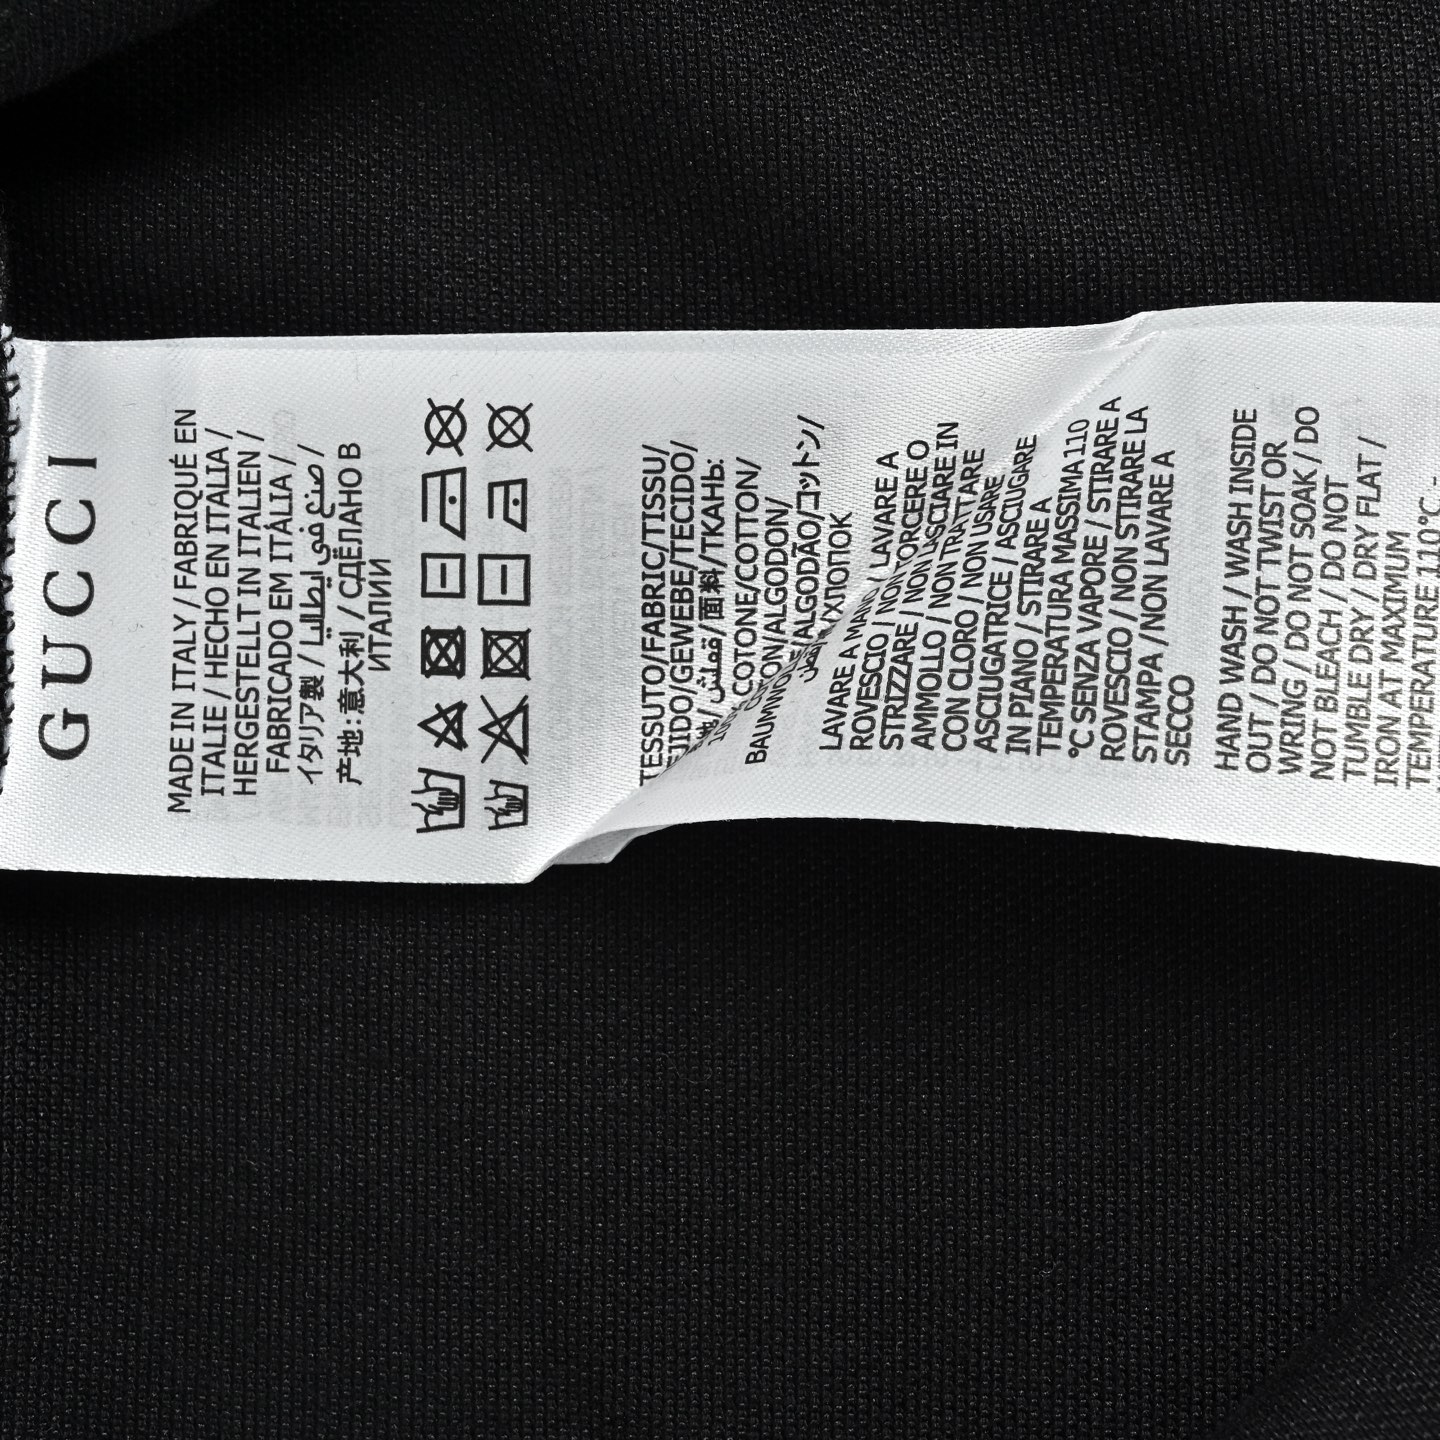 GUCCI
MADE IN ITALY / FABRIQUÉ EN
ITALIE / HECHO EN ITALIA /
HERGESTELLT IN ITALIEN /
FABRICADO EM ITÁLIA /
イタリア製 / صنع في ايطاليا /
产地:意大利 / СДЕЛАНО В
ИТАЛИИ
TESSUTO/FABRIC/TISSU/
EJIDO/GEWEBE/TECIDO/
/قماش/面料/ТКАНЬ:
COTONE/COTTON/
COTON/ALGODON/
BAUMWOLLE/ALGODÃO/コットン/
/ХЛОПОК
LAVARE A MANO / LAVARE A
ROVESCIO / NON TORCERE O
STRIZZARE / NON LASCIARE IN
AMMOLLO / NON TRATTARE
CON CLORO / NON USARE
ASCIUGATRICE / ASCIUGARE
IN PIANO / STIRARE A
TEMPERATURA MASSIMA 110
°C SENZA VAPORE / STIRARE A
ROVESCIO / NON STIRARE LA
STAMPA /NON LAVARE A
SECCO
HAND WASH / WASH INSIDE
OUT / DO NOT TWIST OR
WRING / DO NOT SOAK / DO
NOT BLEACH / DO NOT
TUMBLE DRY / DRY FLAT /
IRON AT MAXIMUM
TEMPERATURE 110°C -